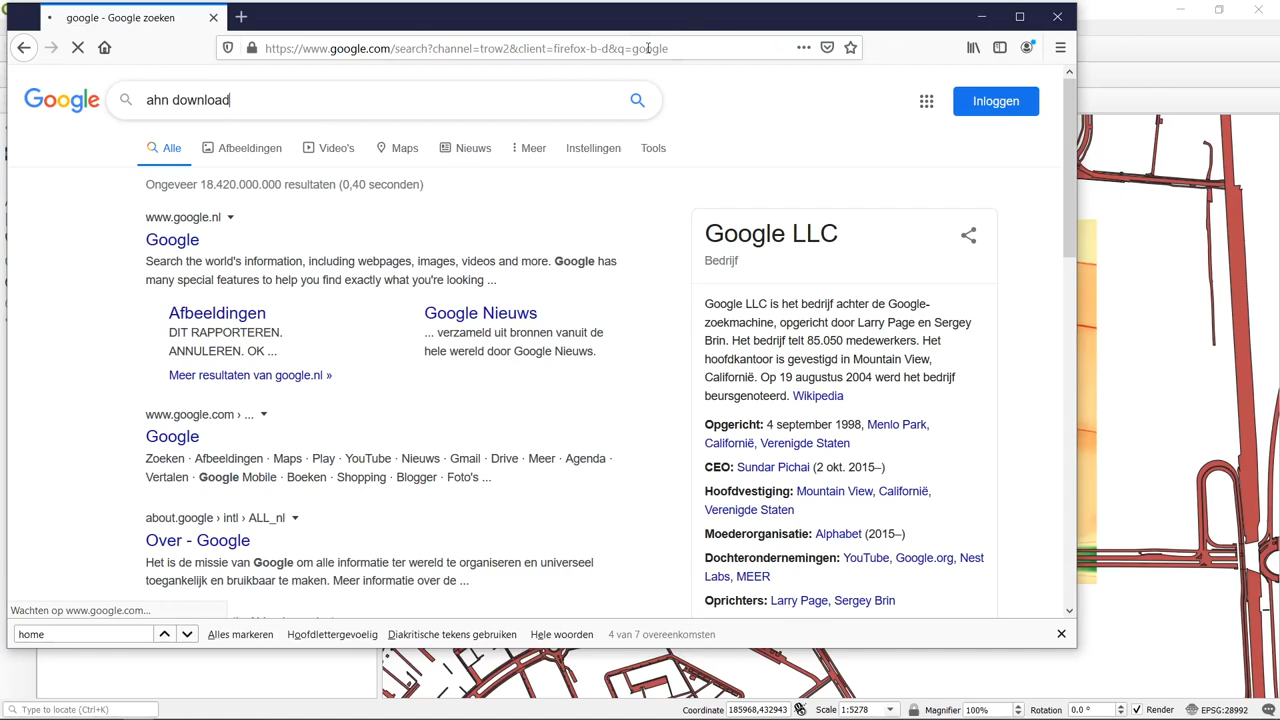 google - Google zoeken
https://www.google.com/search?channel=trow2&client=firefox-b-d&q=google
Google
ahn download
Inloggen
Alle
Afbeeldingen
Video's
Maps
Nieuws
Meer
Instellingen
Tools
Ongeveer 18.420.000.000 resultaten (0,40 seconden)
www.google.nl
Google
Search the world's information, including webpages, images, videos and more. Google has
many special features to help you find exactly what you're looking ...
Afbeeldingen
DIT RAPPORTEREN.
ANNULEREN. OK ...
Google Nieuws
... verzameld uit bronnen vanuit de
hele wereld door Google Nieuws.
Meer resultaten van google.nl »
www.google.com › ...
Google
Zoeken · Afbeeldingen · Maps · Play · YouTube · Nieuws · Gmail · Drive · Meer · Agenda ·
Vertalen · Google Mobile · Boeken · Shopping · Blogger · Foto's ...
about.google › intl › ALL_nl
Over - Google
Het is de missie van Google om alle informatie ter wereld te organiseren en universeel
toegankelijk en bruikbaar te maken. Meer informatie over de ...
Google LLC
Bedrijf
Google LLC is het bedrijf achter de Google-
zoekmachine, opgericht door Larry Page en Sergey
Brin. Het bedrijf telt 85.050 medewerkers. Het
hoofdkantoor is gevestigd in Mountain View,
Californië. Op 19 augustus 2004 werd het bedrijf
beursgenoteerd. Wikipedia
Opgericht: 4 september 1998, Menlo Park,
Californië, Verenigde Staten
CEO: Sundar Pichai (2 okt. 2015–)
Hoofdvestiging: Mountain View, Californië,
Verenigde Staten
Moederorganisatie: Alphabet (2015–)
Dochterondernemingen: YouTube, Google.org, Nest
Labs, MEER
Oprichters: Larry Page, Sergey Brin
Wachten op www.google.com...
home
Alles markeren
Hoofdlettergevoelig
Diakritische tekens gebruiken
Hele woorden
4 van 7 overeenkomsten
Type to locate (Ctrl+K)
Coordinate 185968,432943
Scale 1:5278
Magnifier 100%
Rotation 0.0 °
Render
EPSG:28992